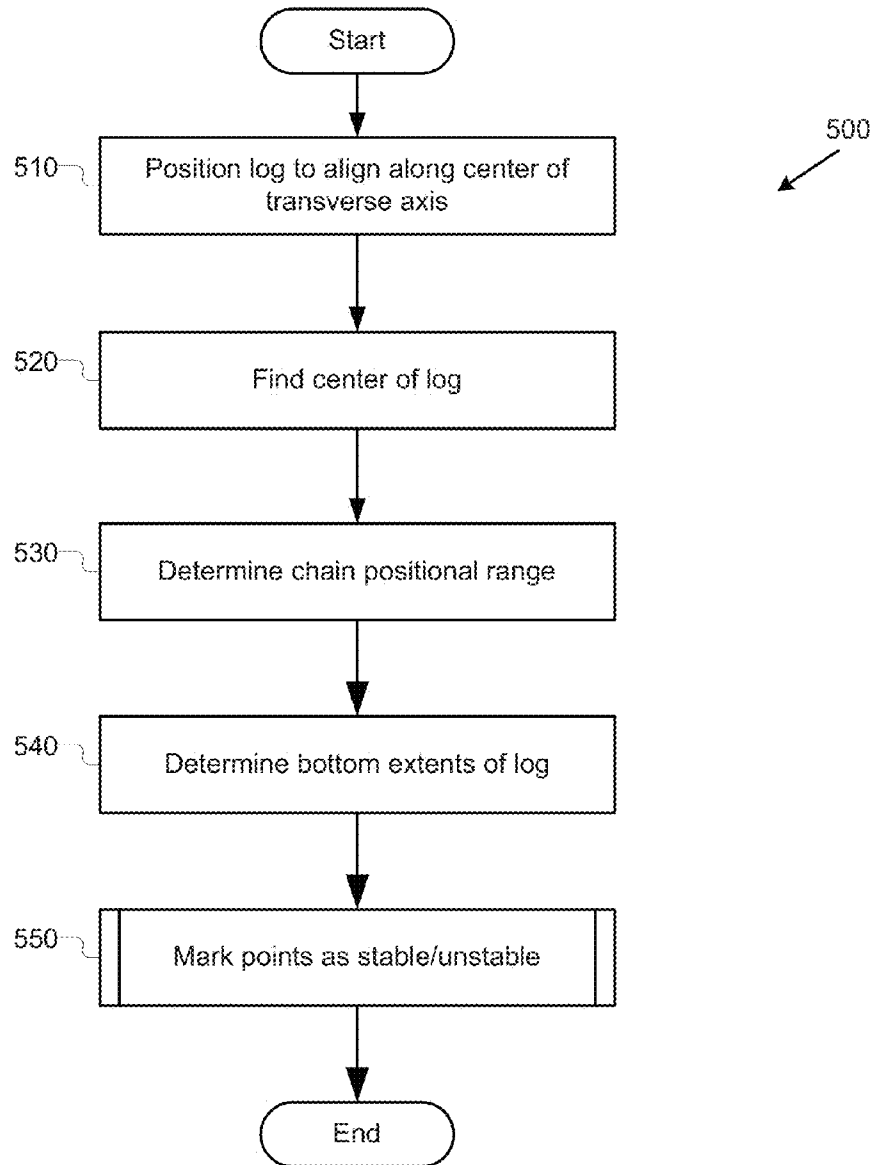 Start
500
510
Position log to align along center of
transverse axis
520
Find center of log
530
Determine chain positional range
540
Determine bottom extents of log
550
Mark points as stable/unstable
End